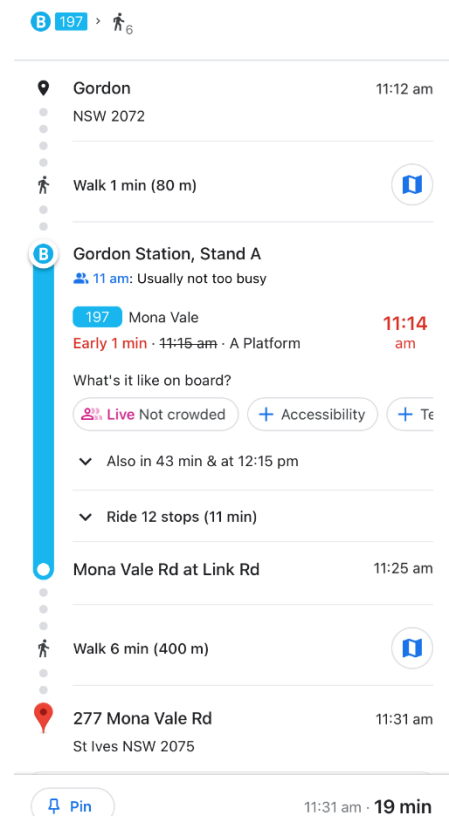 B 197 > 6
Gordon
11:12 am
NSW 2072
Walk 1 min (80 m)
B
Gordon Station, Stand A
11 am: Usually not too busy
197 Mona Vale
11:14
am
Early 1 min · 11:15 am · A Platform
What's it like on board?
Live Not crowded
+ Accessibility
+ Te
Also in 43 min & at 12:15 pm
Ride 12 stops (11 min)
Mona Vale Rd at Link Rd
11:25 am
Walk 6 min (400 m)
277 Mona Vale Rd
11:31 am
St Ives NSW 2075
Pin
11:31 am · 19 min